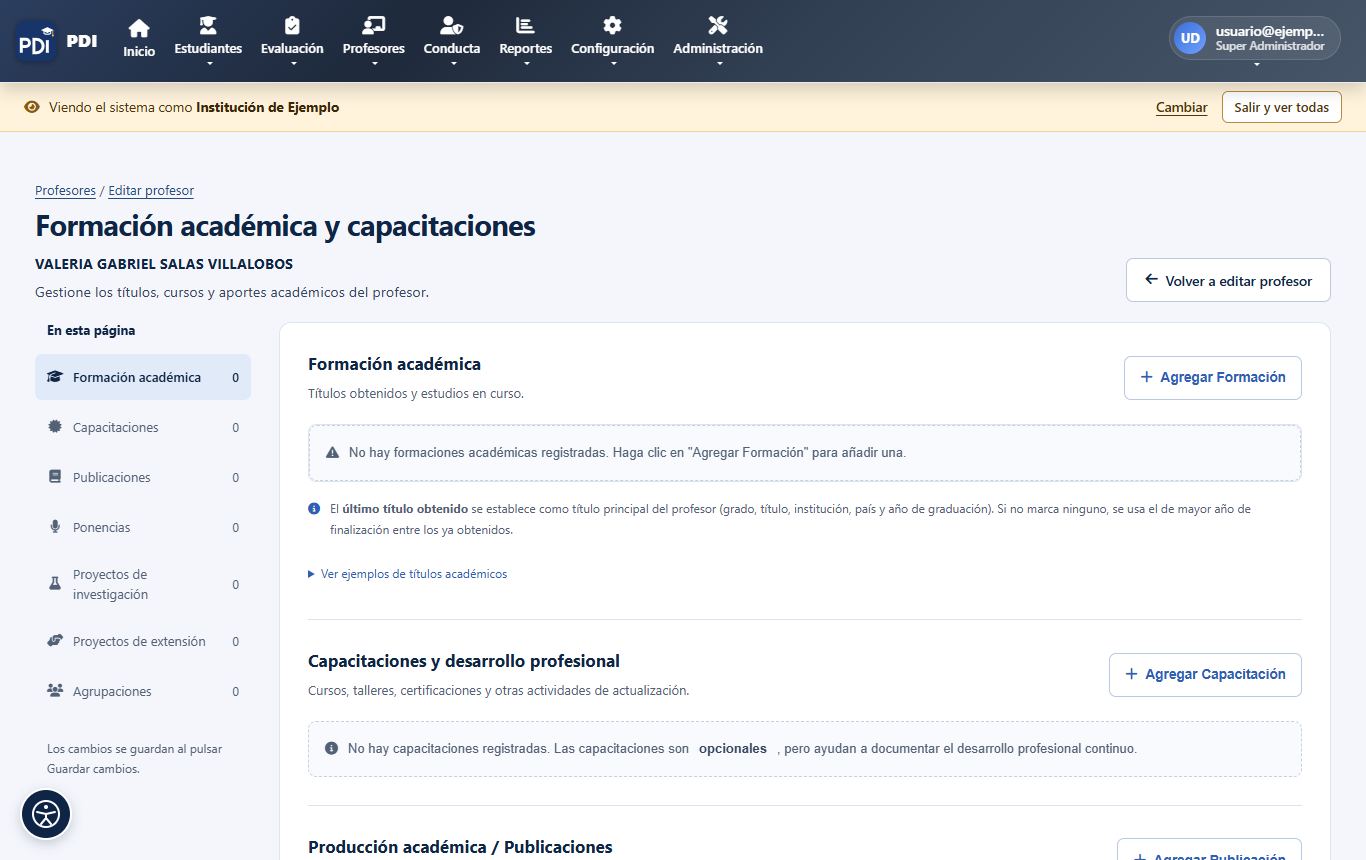 PDI
PDI
Inicio
Estudiantes
Evaluación
Profesores
Conducta
Reportes
Configuración
Administración
UD
usuario@ejemp...
Super Administrador
Viendo el sistema como Institución de Ejemplo
Cambiar
Salir y ver todas
Profesores / Editar profesor
Formación académica y capacitaciones
VALERIA GABRIEL SALAS VILLALOBOS
Gestione los títulos, cursos y aportes académicos del profesor.
Volver a editar profesor
En esta página
Formación académica 0
Capacitaciones 0
Publicaciones 0
Ponencias 0
Proyectos de
investigación 0
Proyectos de extensión 0
Agrupaciones 0
Los cambios se guardan al pulsar
Guardar cambios.
Formación académica
Títulos obtenidos y estudios en curso.
+ Agregar Formación
No hay formaciones académicas registradas. Haga clic en "Agregar Formación" para añadir una.
El último título obtenido se establece como título principal del profesor (grado, título, institución, país y año de graduación). Si no marca ninguno, se usa el de mayor año de
finalización entre los ya obtenidos.
Ver ejemplos de títulos académicos
Capacitaciones y desarrollo profesional
Cursos, talleres, certificaciones y otras actividades de actualización.
+ Agregar Capacitación
No hay capacitaciones registradas. Las capacitaciones son opcionales , pero ayudan a documentar el desarrollo profesional continuo.
Producción académica / Publicaciones
+ Agregar Publicación